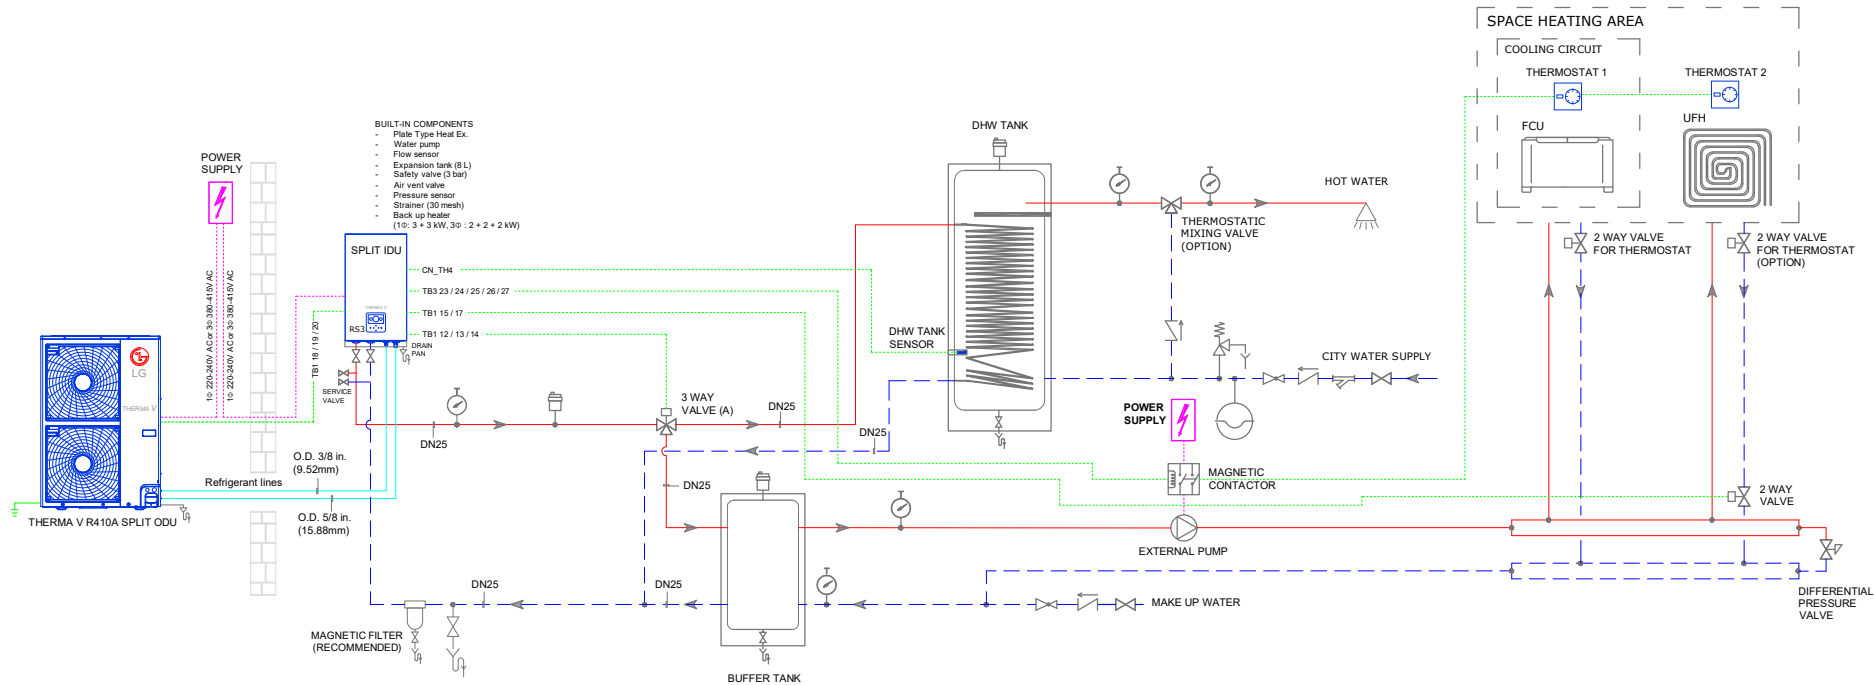 SPACE HEATING AREA
COOLING CIRCUIT
THERMOSTAT 1
THERMOSTAT 2
FCU
UFH
2 WAY VALVE
FOR THERMOSTAT
2 WAY VALVE
FOR THERMOSTAT
(OPTION)
BUILT-IN COMPONENTS
- Plate Type Heat Ex.
- Water pump
- Flow sensor
- Expansion tank (8 L)
- Safety valve (3 bar)
- Air vent valve
- Pressure sensor
- Strainer (30 mesh)
- Back up heater
(1Φ: 3 + 3 kW, 3Φ : 2 + 2 + 2 kW)
POWER
SUPPLY
1Φ 220-240V AC or 3Φ 380-415V AC
1Φ 220-240V AC or 3Φ 380-415V AC
TB1 18 / 19 / 20
SPLIT IDU
THERMA V
RS3
CN_TH4
TB3 23 / 24 / 25 / 26 / 27
TB1 15 / 17
TB1 12 / 13 / 14
DRAIN
PAN
SERVICE
VALVE
LG
LG
THERMA V
THERMA V R410A SPLIT ODU
Refrigerant lines
O.D. 3/8 in.
(9.52mm)
O.D. 5/8 in.
(15.88mm)
DN25
3 WAY
VALVE (A)
DN25
DN25
DN25
DN25
DN25
DHW TANK
DHW TANK
SENSOR
THERMOSTATIC
MIXING VALVE
(OPTION)
HOT WATER
CITY WATER SUPPLY
POWER
SUPPLY
MAGNETIC
CONTACTOR
EXTERNAL PUMP
2 WAY
VALVE
MAKE UP WATER
DIFFERENTIAL
PRESSURE
VALVE
MAGNETIC FILTER
(RECOMMENDED)
BUFFER TANK